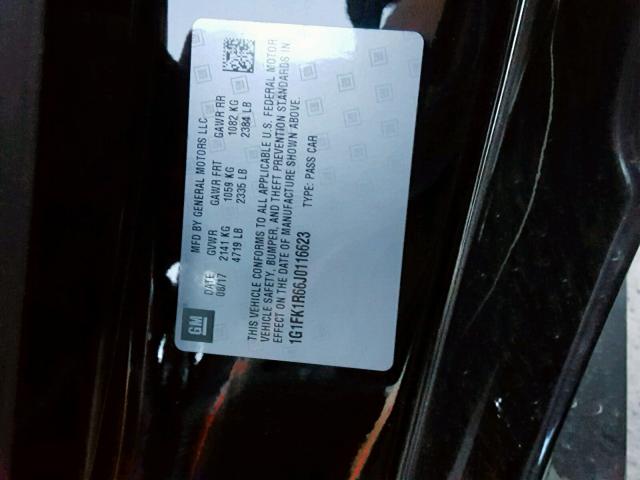 GM
MFD BY GENERAL MOTORS LLC
DATE GVWR GAWR FRT GAWR RR
08/17 2141 KG 1059 KG 1082 KG
4719 LB 2335 LB 2384 LB
THIS VEHICLE CONFORMS TO ALL APPLICABLE U.S. FEDERAL MOTOR
VEHICLE SAFETY, BUMPER, AND THEFT PREVENTION STANDARDS IN
EFFECT ON THE DATE OF MANUFACTURE SHOWN ABOVE.
1G1FK1R66J0116623 TYPE: PASS CAR